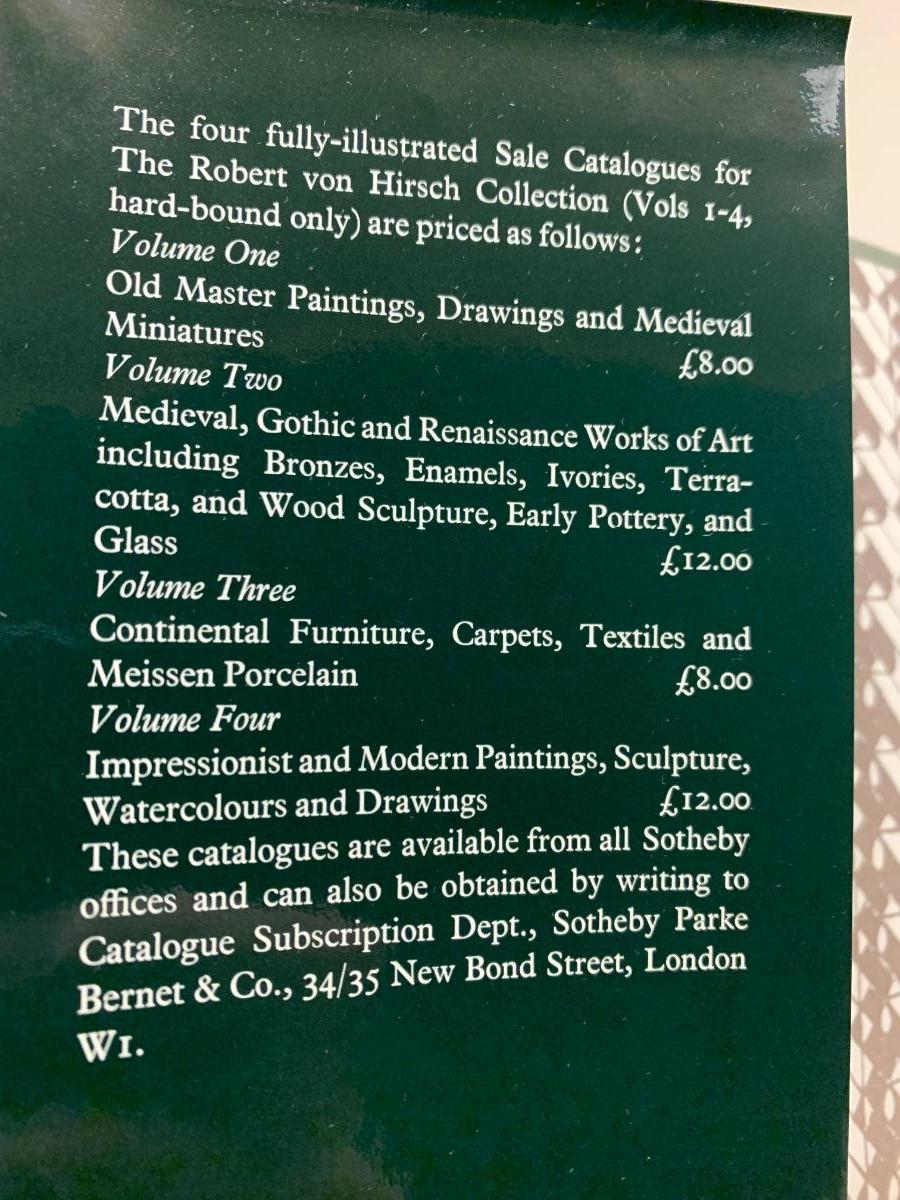 The four fully-illustrated Sale Catalogues for
The Robert von Hirsch Collection (Vols 1-4,
hard-bound only) are priced as follows:
Volume One
Old Master Paintings, Drawings and Medieval
Miniatures £8.00
Volume Two
Medieval, Gothic and Renaissance Works of Art
including Bronzes, Enamels, Ivories, Terra-
cotta, and Wood Sculpture, Early Pottery, and
Glass £12.00
Volume Three
Continental Furniture, Carpets, Textiles and
Meissen Porcelain £8.00
Volume Four
Impressionist and Modern Paintings, Sculpture,
Watercolours and Drawings £12.00
These catalogues are available from all Sotheby
offices and can also be obtained by writing to
Catalogue Subscription Dept., Sotheby Parke
Bernet & Co., 34/35 New Bond Street, London
W1.